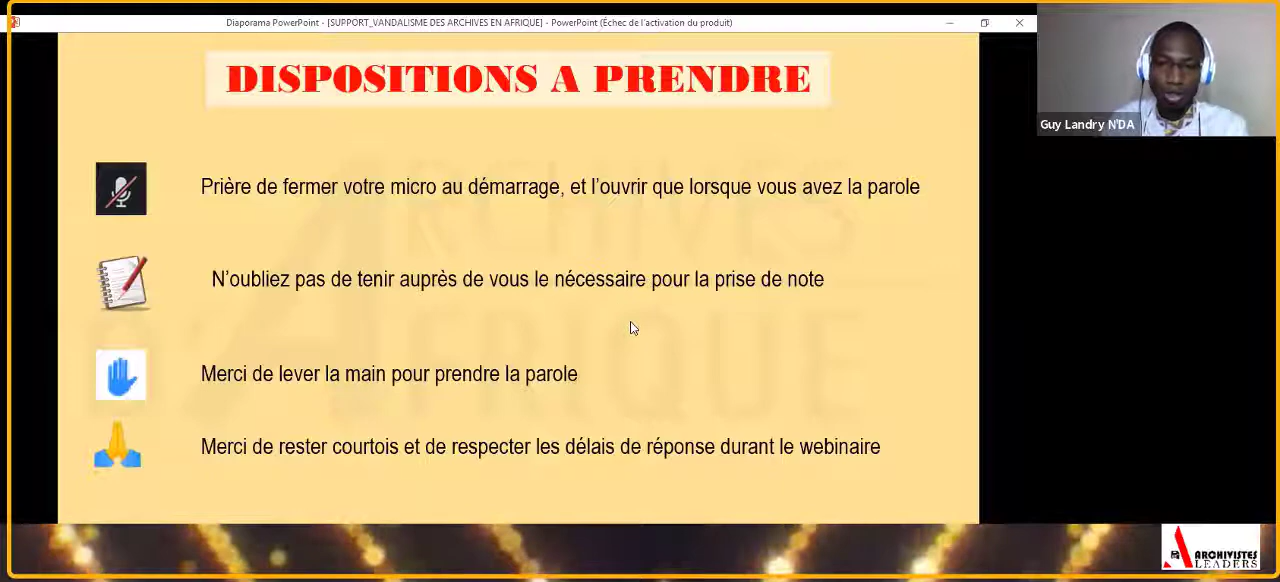 Diaporama PowerPoint - [SUPPORT_VANDALISME DES ARCHIVES EN AFRIQUE] - PowerPoint (Échec de l'activation du produit)
DISPOSITIONS A PRENDRE
Guy Landry N'DA
Prière de fermer votre micro au démarrage, et l’ouvrir que lorsque vous avez la parole
N’oubliez pas de tenir auprès de vous le nécessaire pour la prise de note
Merci de lever la main pour prendre la parole
Merci de rester courtois et de respecter les délais de réponse durant le webinaire
ARCHIVES
D'AFRIQUE
ARCHIVISTES
LEADERS